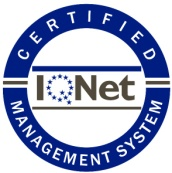 CERTIFIED
IQNet
MANAGEMENT SYSTEM